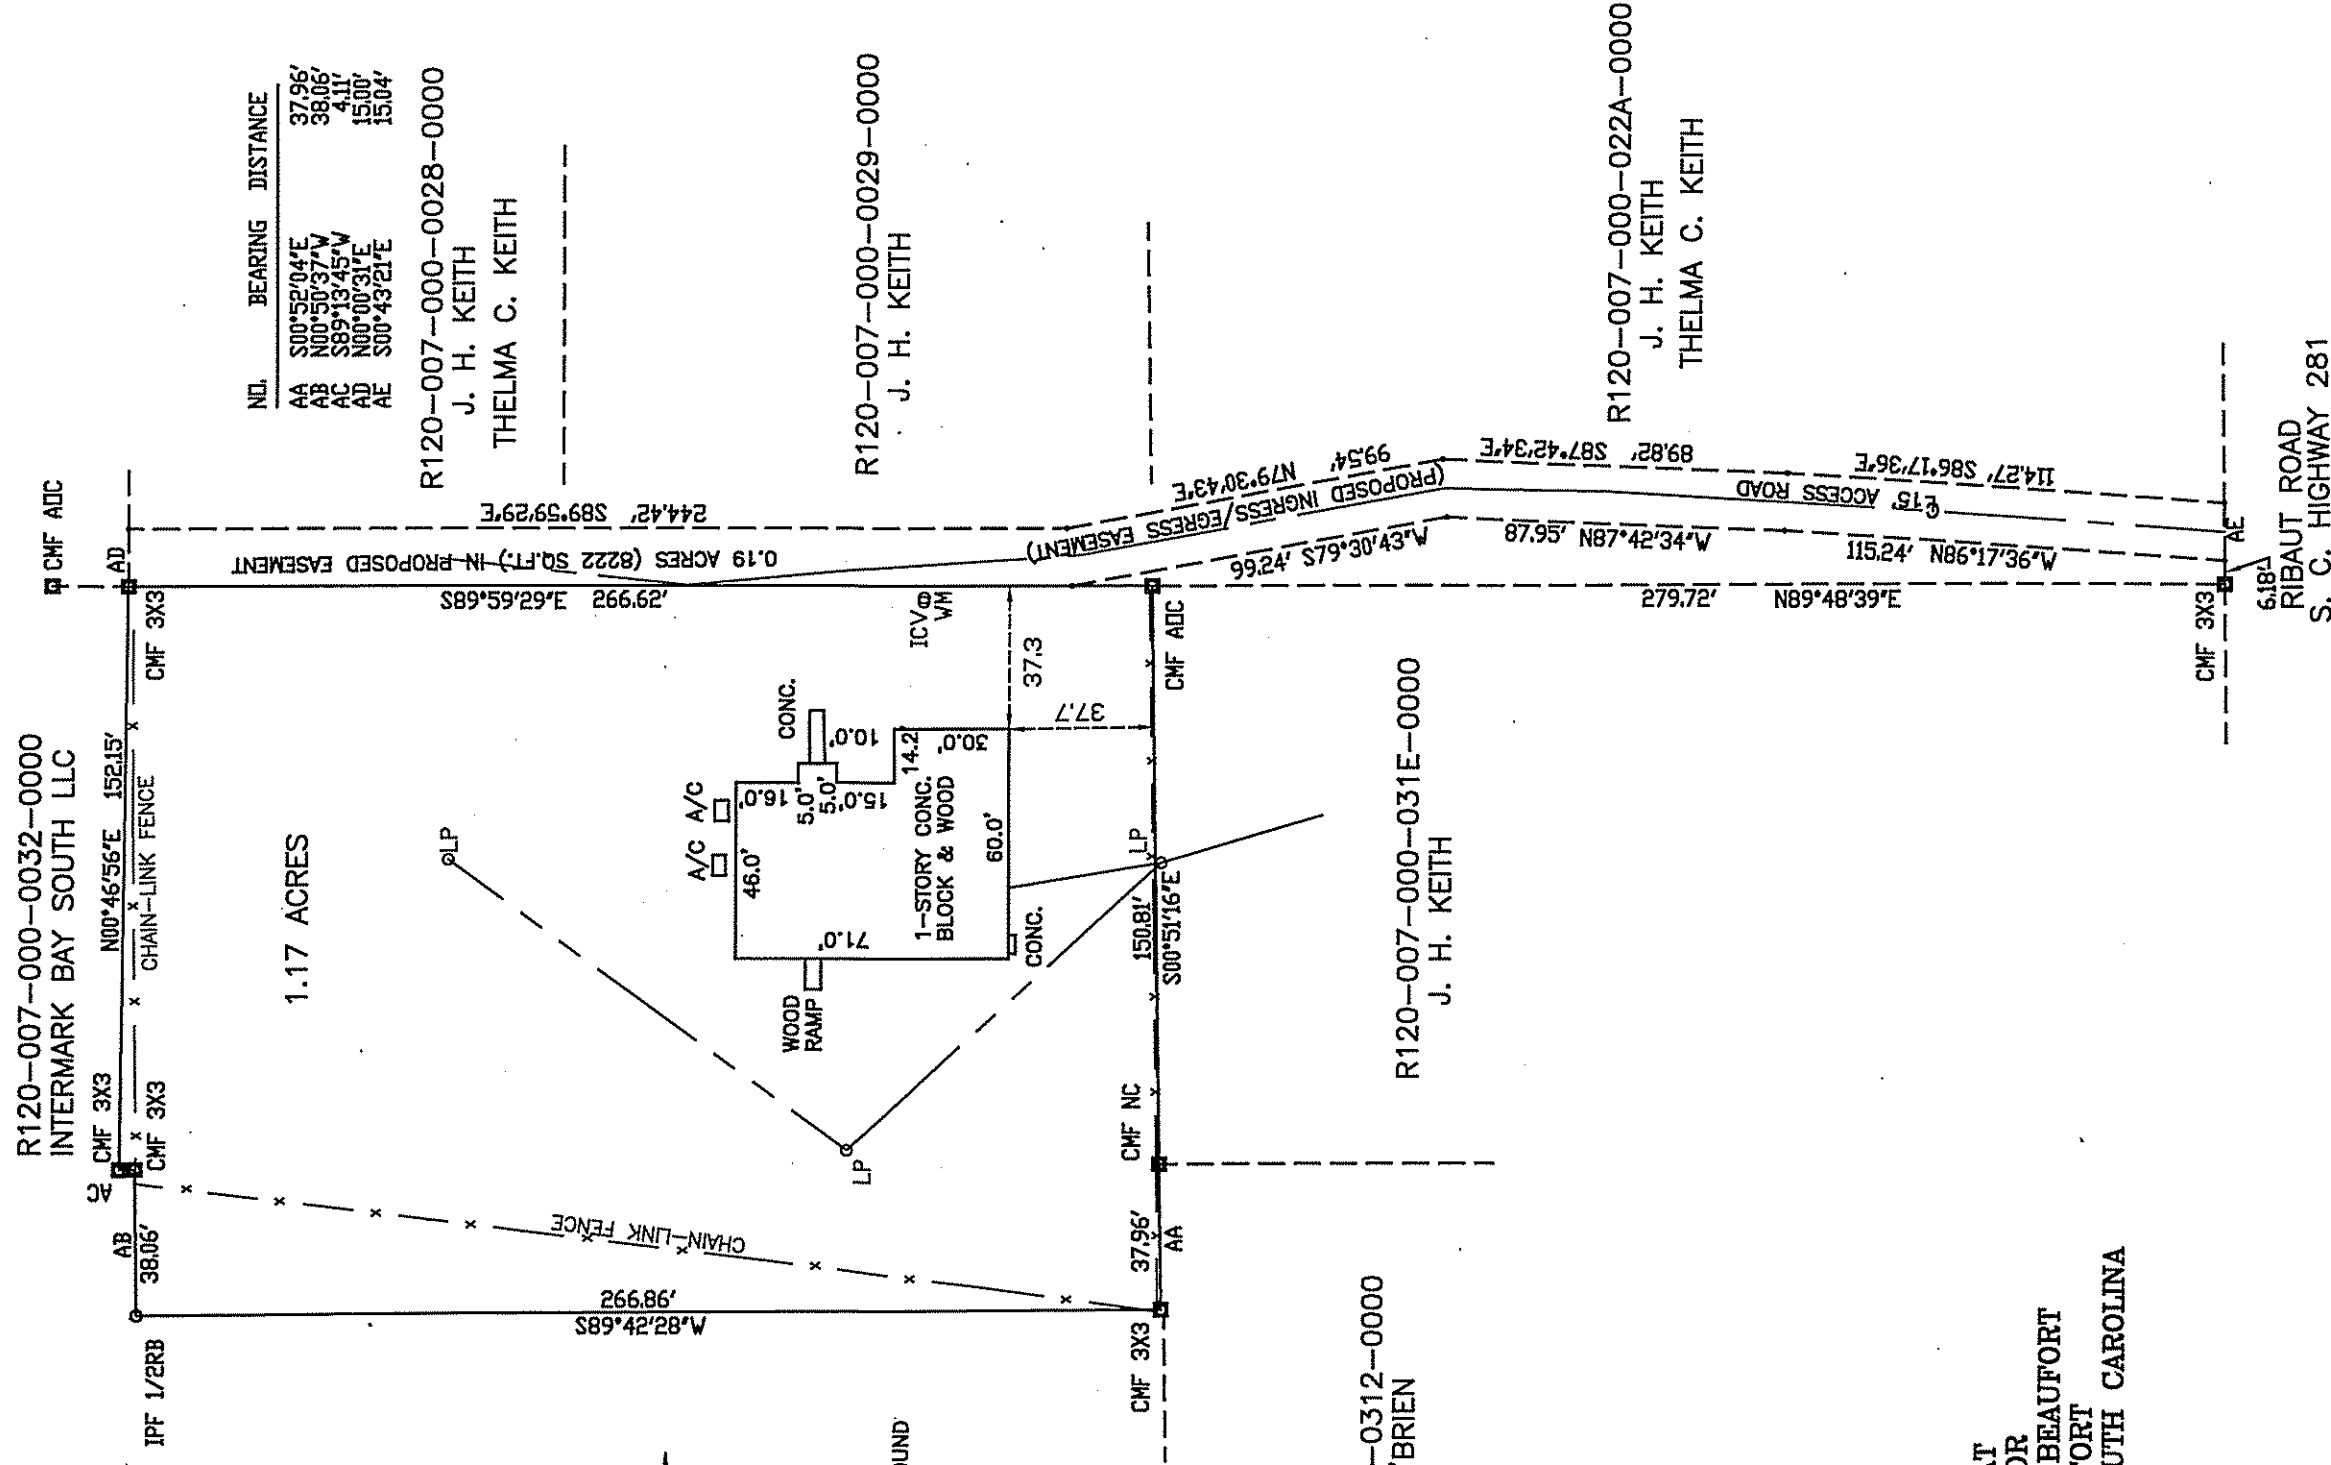 R120-007-000-0032-0000
INTERMARK BAY SOUTH LLC
CMF AOC
AD
CMF 3X3
N00°46'56"E 152.15'
CHAIN-LINK FENCE
CMF 3X3
CMF 3X3
AC
AB
38.06'
IPF 1/2RB
NO. BEARING DISTANCE
AA S00°52'04"E 37.96'
AB N00°50'37"W 38.06'
AC S89°13'45"W 4.11'
AD N00°00'31"E 15.00'
AE S00°43'21"E 15.04'
R120-007-000-0028-0000
J. H. KEITH
THELMA C. KEITH
R120-007-000-0029-0000
J. H. KEITH
R120-007-000-022A-0000
J. H. KEITH
THELMA C. KEITH
244.42' S89°59'29"E
0.19 ACRES (8222 SQ.FT.) IN PROPOSED EASEMENT
S89°59'29"E 266.62'
99.54' N79°30'43"E
(PROPOSED INGRESS/EGRESS EASEMENT)
99.24' S79°30'43"W
89.82' S87°42'34"E
87.95' N87°42'34"W
114.27' S86°17'36"E
℄ 15' ACCESS ROAD
115.24' N86°17'36"W
279.72' N89°48'39"E
AE
6.18'
CMF 3X3
RIBAUT ROAD
S. C. HIGHWAY 281
1.17 ACRES
LP
A/C A/C
CONC.
46.0'
16.0'
5.0'
5.0'
10.0'
15.0'
14.2'
30.0'
71.0'
60.0'
1-STORY CONC.
BLOCK & WOOD
WOOD
RAMP
CONC.
ICV
WM
37.3
37.7
LP
LP
CMF AOC
150.81'
S00°51'16"E
CMF NC
37.96'
AA
CMF 3X3
CHAIN-LINK FENCE
266.86'
S89°42'28"W
R120-007-000-031E-0000
J. H. KEITH
-0312-0000
'BRIEN
OUND
AT
OR
BEAUFORT
FORT
UTH CAROLINA